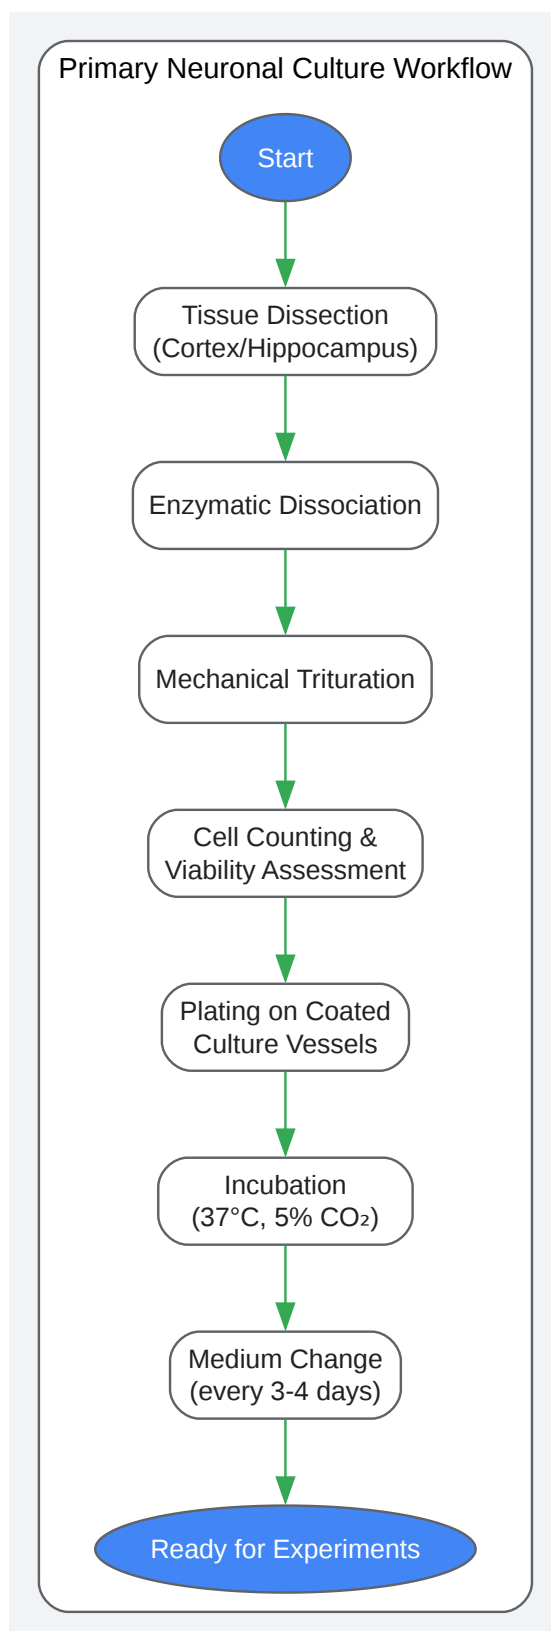 Primary Neuronal Culture Workflow
Start
Tissue Dissection
(Cortex/Hippocampus)
Enzymatic Dissociation
Mechanical Trituration
Cell Counting &
Viability Assessment
Plating on Coated
Culture Vessels
Incubation
(37°C, 5% CO₂)
Medium Change
(every 3-4 days)
Ready for Experiments